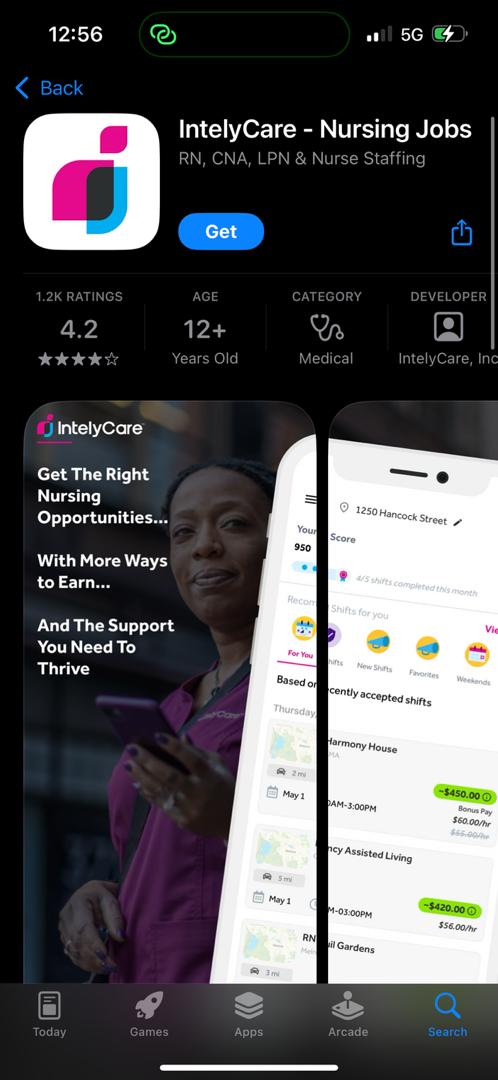 12:56
5G
Back
IntelyCare - Nursing Jobs
RN, CNA, LPN & Nurse Staffing
Get
1.2K RATINGS
4.2
AGE
12+
Years Old
CATEGORY
Medical
DEVELOPER
IntelyCare, Inc
IntelyCare
Get The Right
Nursing
Opportunities...
With More Ways
to Earn...
And The Support
You Need To
Thrive
IntelyCare
1250 Hancock Street
Your Score
950
4/5 shifts completed this month
Recom Shifts for you
Vie
For You
hifts
New Shifts
Favorites
Weekends
Based on ecently accepted shifts
Thursday,
Harmony House
MA
2 mi
May 1
0AM-3:00PM
~$450.00
Bonus Pay
$60.00/hr
$55.00/hr
ncy Assisted Living
5 mi
May 1
M-03:00PM
~$420.00
$56.00/hr
RN
uil Gardens
3 mi
Today
Games
Apps
Arcade
Search